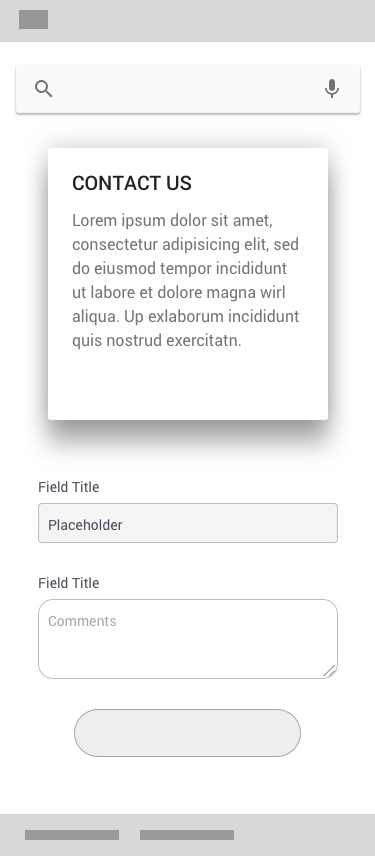 CONTACT US
Lorem ipsum dolor sit amet,
consectetur adipisicing elit, sed
do eiusmod tempor incididunt
ut labore et dolore magna wirl
aliqua. Up exlaborum incididunt
quis nostrud exercitatn.
Field Title
Placeholder
Field Title
Comments